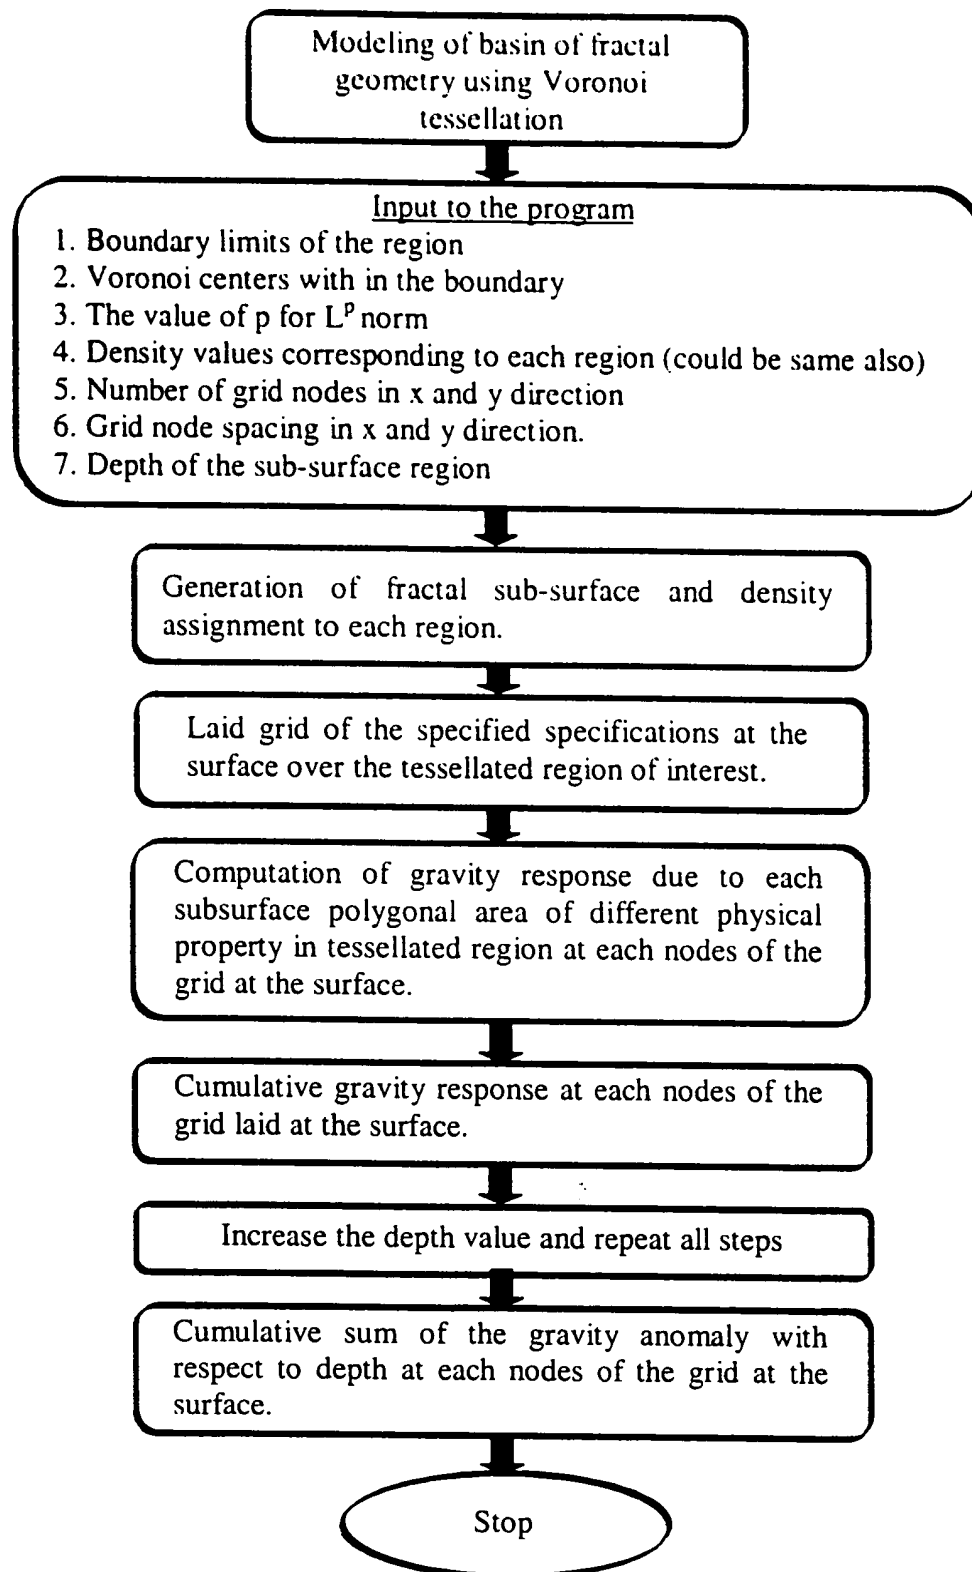 Modeling of basin of fractal
geometry using Voronoi
tessellation
Input to the program
1. Boundary limits of the region
2. Voronoi centers with in the boundary
3. The value of p for L^p norm
4. Density values corresponding to each region (could be same also)
5. Number of grid nodes in x and y direction
6. Grid node spacing in x and y direction.
7. Depth of the sub-surface region
Generation of fractal sub-surface and density
assignment to each region.
Laid grid of the specified specifications at the
surface over the tessellated region of interest.
Computation of gravity response due to each
subsurface polygonal area of different physical
property in tessellated region at each nodes of the
grid at the surface.
Cumulative gravity response at each nodes of the
grid laid at the surface.
Increase the depth value and repeat all steps
Cumulative sum of the gravity anomaly with
respect to depth at each nodes of the grid at the
surface.
Stop